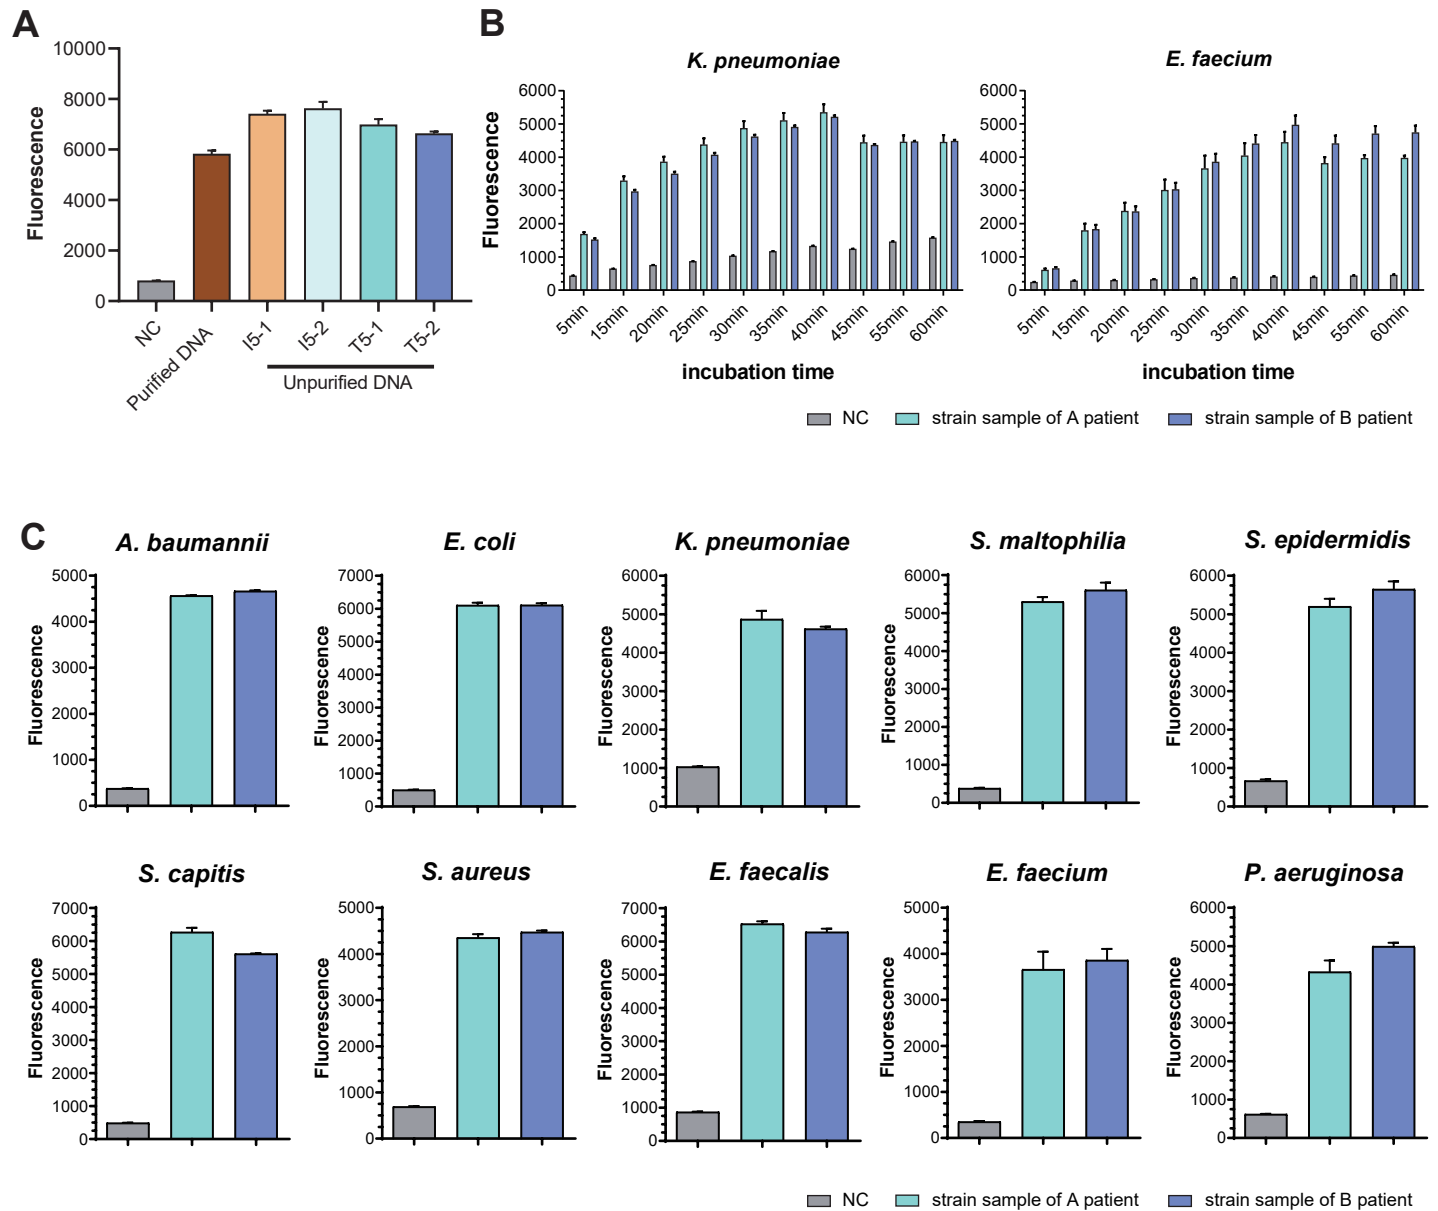 A
10000
8000
6000
4000
2000
0
Fluorescence
NC
Purified DNA
I5-1
I5-2
T5-1
T5-2
Unpurified DNA
B
K. pneumoniae
6000
5000
4000
3000
2000
1000
0
Fluorescence
5min
15min
20min
25min
30min
35min
40min
45min
55min
60min
incubation time
E. faecium
6000
5000
4000
3000
2000
1000
0
5min
15min
20min
25min
30min
35min
40min
45min
55min
60min
incubation time
NC
strain sample of A patient
strain sample of B patient
C
A. baumannii
5000
4000
3000
2000
1000
0
Fluorescence
E. coli
7000
6000
5000
4000
3000
2000
1000
0
Fluorescence
K. pneumoniae
6000
5000
4000
3000
2000
1000
0
Fluorescence
S. maltophilia
6000
5000
4000
3000
2000
1000
0
Fluorescence
S. epidermidis
6000
5000
4000
3000
2000
1000
0
Fluorescence
S. capitis
7000
6000
5000
4000
3000
2000
1000
0
Fluorescence
S. aureus
5000
4000
3000
2000
1000
0
Fluorescence
E. faecalis
7000
6000
5000
4000
3000
2000
1000
0
Fluorescence
E. faecium
5000
4000
3000
2000
1000
0
Fluorescence
P. aeruginosa
6000
5000
4000
3000
2000
1000
0
Fluorescence
NC
strain sample of A patient
strain sample of B patient